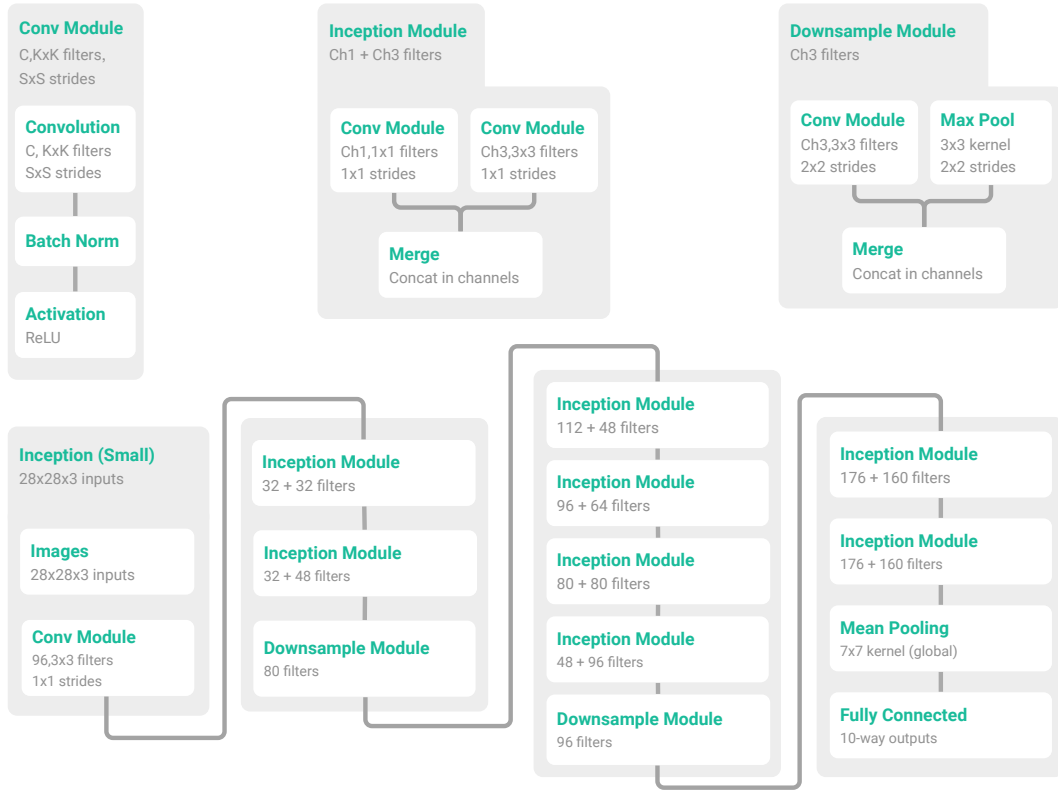 Conv Module
C,KxK filters,
SxS strides
Convolution
C, KxK filters
SxS strides
Batch Norm
Activation
ReLU
Inception Module
Ch1 + Ch3 filters
Conv Module
Ch1,1x1 filters
1x1 strides
Conv Module
Ch3,3x3 filters
1x1 strides
Merge
Concat in channels
Downsample Module
Ch3 filters
Conv Module
Ch3,3x3 filters
2x2 strides
Max Pool
3x3 kernel
2x2 strides
Merge
Concat in channels
Inception (Small)
28x28x3 inputs
Images
28x28x3 inputs
Conv Module
96,3x3 filters
1x1 strides
Inception Module
32 + 32 filters
Inception Module
32 + 48 filters
Downsample Module
80 filters
Inception Module
112 + 48 filters
Inception Module
96 + 64 filters
Inception Module
80 + 80 filters
Inception Module
48 + 96 filters
Downsample Module
96 filters
Inception Module
176 + 160 filters
Inception Module
176 + 160 filters
Mean Pooling
7x7 kernel (global)
Fully Connected
10-way outputs